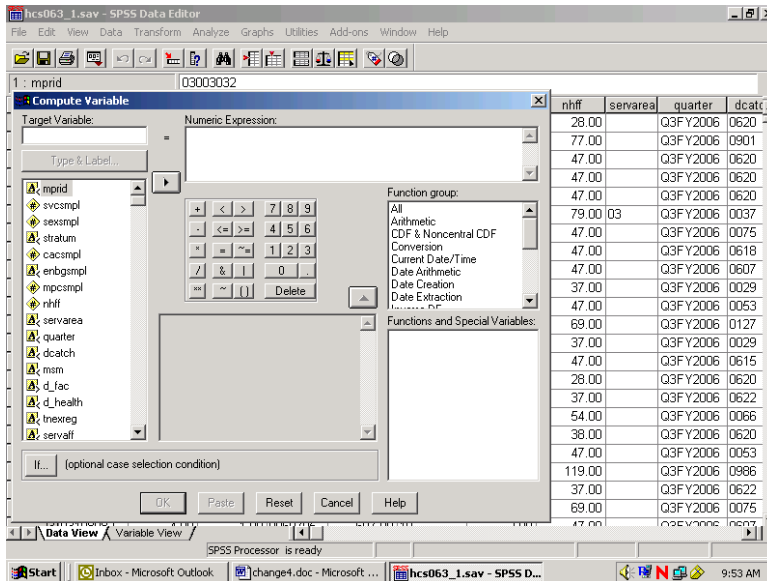 hcs063_1.sav - SPSS Data Editor
File Edit View Data Transform Analyze Graphs Utilities Add-ons Window Help
1 : mprid 03003032
Compute Variable
Target Variable:
=
Numeric Expression:
Type & Label...
mprid
svcsmpl
sexsmpl
stratum
cacsmpl
enbgsmpl
mpcsmpl
nhff
servarea
quarter
dcatch
msm
d_fac
d_health
tnexreg
servaff
+ < > 7 8 9
- <= >= 4 5 6
* = ~= 1 2 3
/ & | 0 .
** ~ () Delete
Function group:
All
Arithmetic
CDF & Noncentral CDF
Conversion
Current Date/Time
Date Arithmetic
Date Creation
Date Extraction
Functions and Special Variables:
If... (optional case selection condition)
OK Paste Reset Cancel Help
nhff servarea quarter dcatc
28.00 Q3FY2006 0620
77.00 Q3FY2006 0901
47.00 Q3FY2006 0620
47.00 Q3FY2006 0620
47.00 Q3FY2006 0620
79.00 03 Q3FY2006 0037
47.00 Q3FY2006 0075
47.00 Q3FY2006 0618
47.00 Q3FY2006 0607
37.00 Q3FY2006 0029
47.00 Q3FY2006 0053
69.00 Q3FY2006 0127
37.00 Q3FY2006 0029
47.00 Q3FY2006 0615
28.00 Q3FY2006 0620
37.00 Q3FY2006 0622
54.00 Q3FY2006 0066
38.00 Q3FY2006 0620
47.00 Q3FY2006 0053
119.00 Q3FY2006 0986
37.00 Q3FY2006 0622
69.00 Q3FY2006 0075
47.00 Q3FY2006 0607
Data View Variable View
SPSS Processor is ready
Start Inbox - Microsoft Outlook change4.doc - Microsoft ... hcs063_1.sav - SPSS D... 9:53 AM